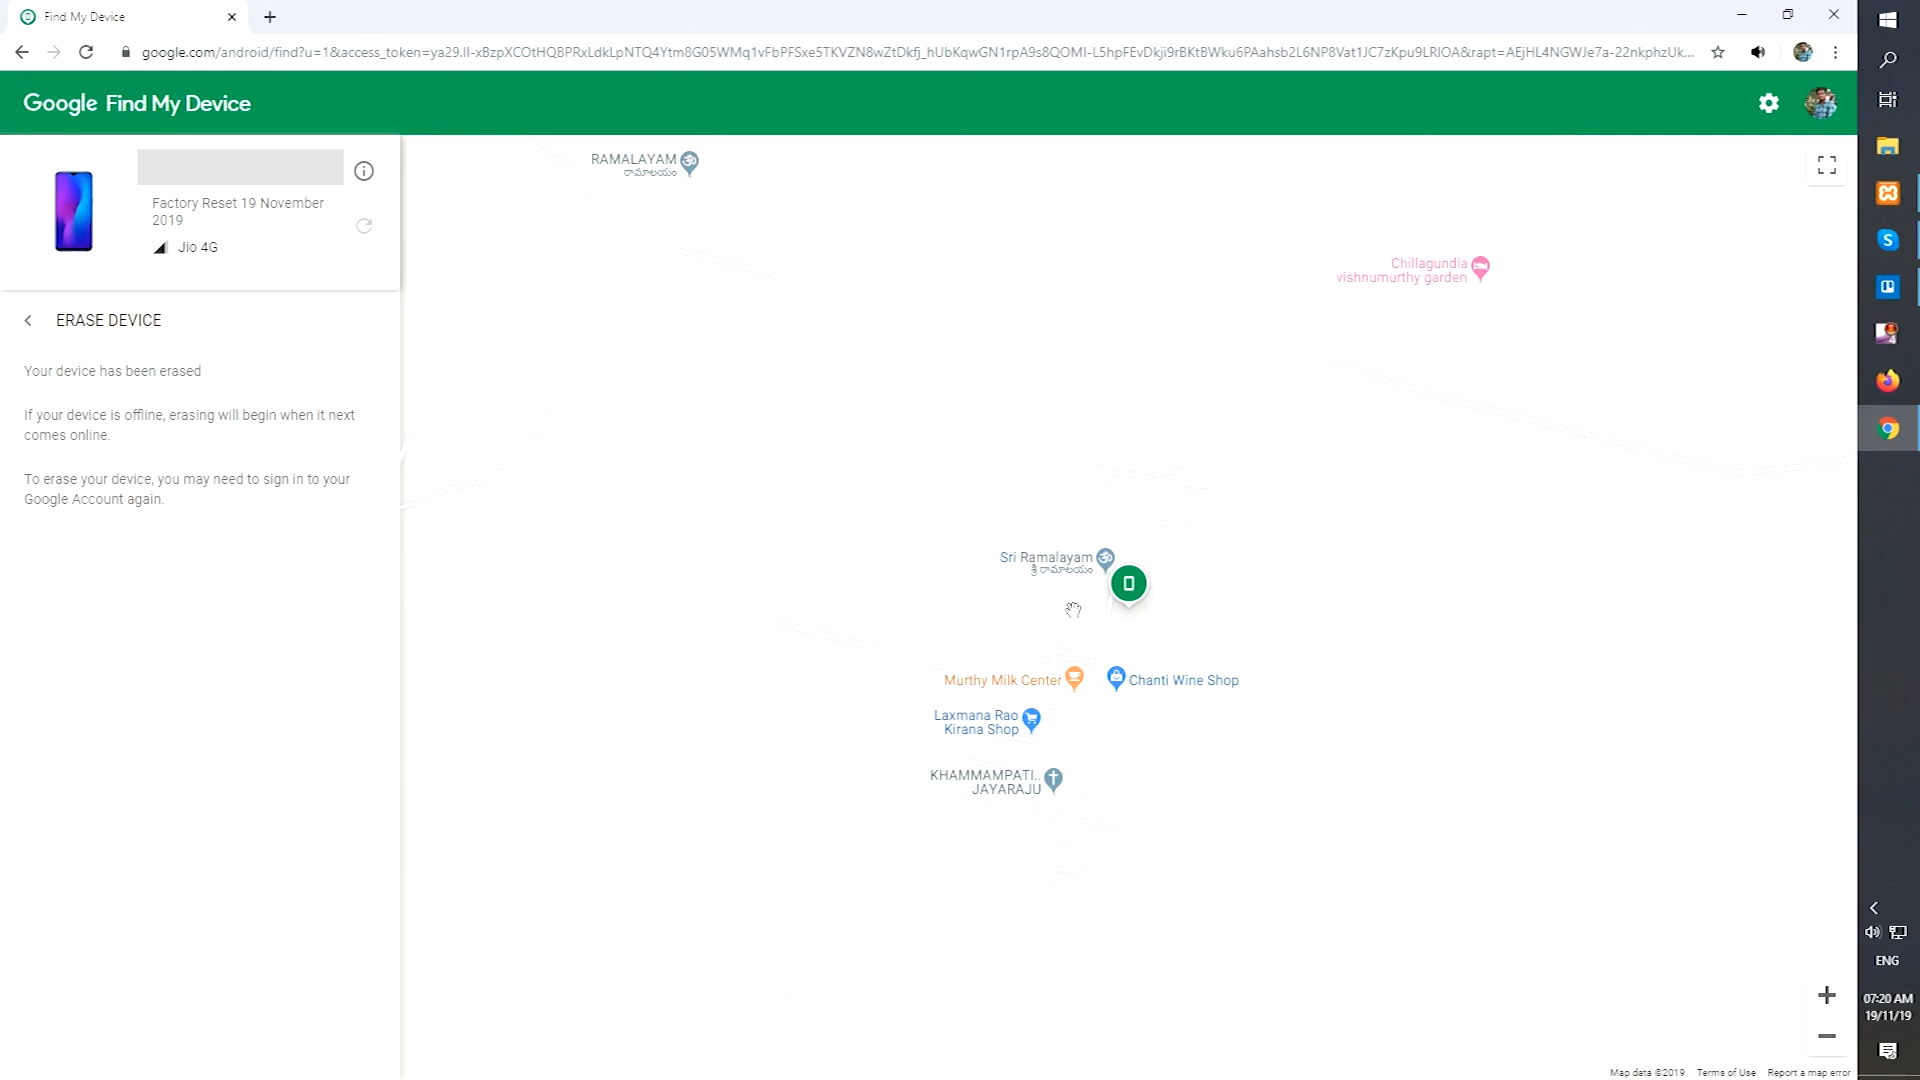 Find My Device
google.com/android/find?u=1&access_token=ya29.Il-xBzpXCOtHQBPRxLdkLpNTQ4Ytm8G05WMq1vFbPFSxe5TKVZN8wZtDkfj_hUbKqwGN1rpA9s8QOMI-L5hpFEvDkji9rBKtBWku6PAahsb2L6NP8Vat1JC7zKpu9LRlOA&rapt=AEjHL4NGWJe7a-22nkphzUk...
Google Find My Device
Factory Reset 19 November
2019
Jio 4G
ERASE DEVICE
Your device has been erased
If your device is offline, erasing will begin when it next
comes online.
To erase your device, you may need to sign in to your
Google Account again.
RAMALAYAM
రామాలయం
Chillagundla
vishnumurthy garden
Sri Ramalayam
శ్రీ రామాలయం
Murthy Milk Center
Chanti Wine Shop
Laxmana Rao
Kirana Shop
KHAMMAMPATI..
JAYARAJU
Map data ©2019 Terms of Use Report a map error
ENG
07:20 AM
19/11/19